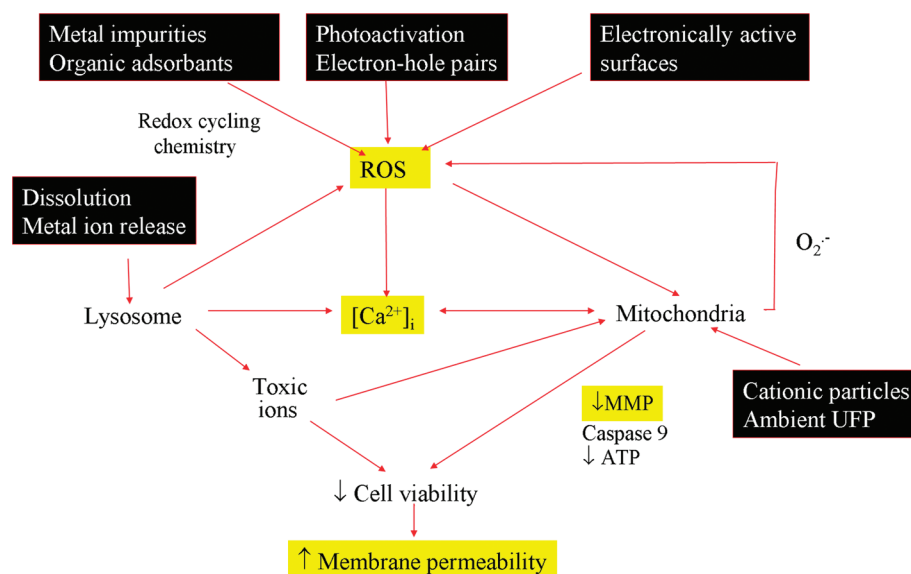 Metal impurities
Organic adsorbants
Photoactivation
Electron-hole pairs
Electronically active
surfaces
Redox cycling
chemistry
ROS
Dissolution
Metal ion release
O₂·⁻
Lysosome
[Ca²⁺]ᵢ
Mitochondria
Toxic
ions
↓MMP
Caspase 9
↓ ATP
Cationic particles
Ambient UFP
↓ Cell viability
↑ Membrane permeability